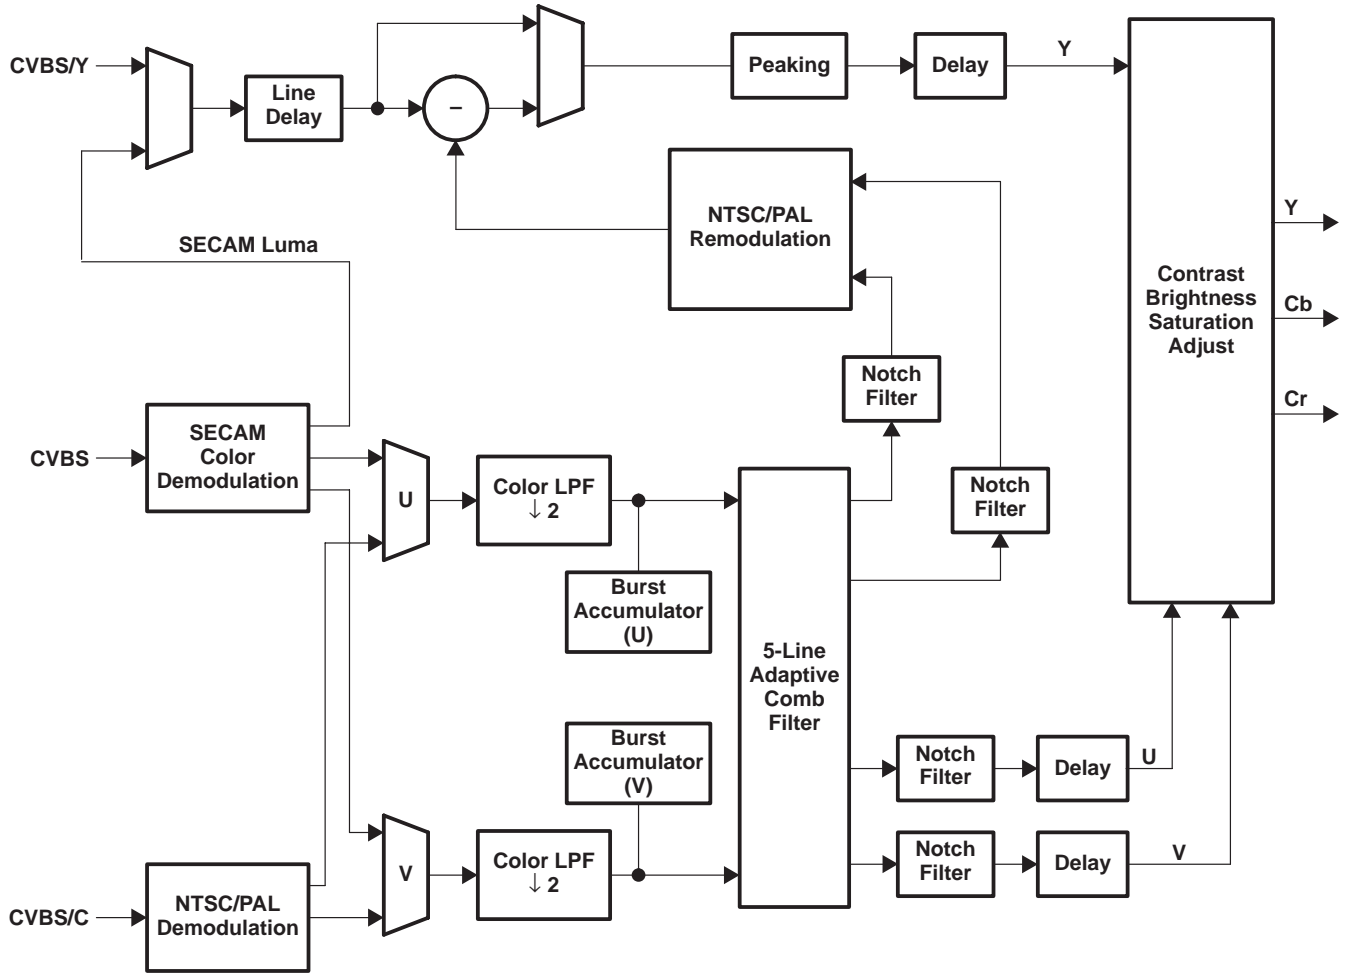 CVBS/Y
Line
Delay
–
Peaking
Delay
Y
NTSC/PAL
Remodulation
SECAM Luma
Contrast
Brightness
Saturation
Adjust
Y
Cb
Cr
Notch
Filter
Notch
Filter
CVBS
SECAM
Color
Demodulation
U
Color LPF
↓ 2
Burst
Accumulator
(U)
5-Line
Adaptive
Comb
Filter
Burst
Accumulator
(V)
Notch
Filter
Delay
U
CVBS/C
NTSC/PAL
Demodulation
V
Color LPF
↓ 2
Notch
Filter
Delay
V